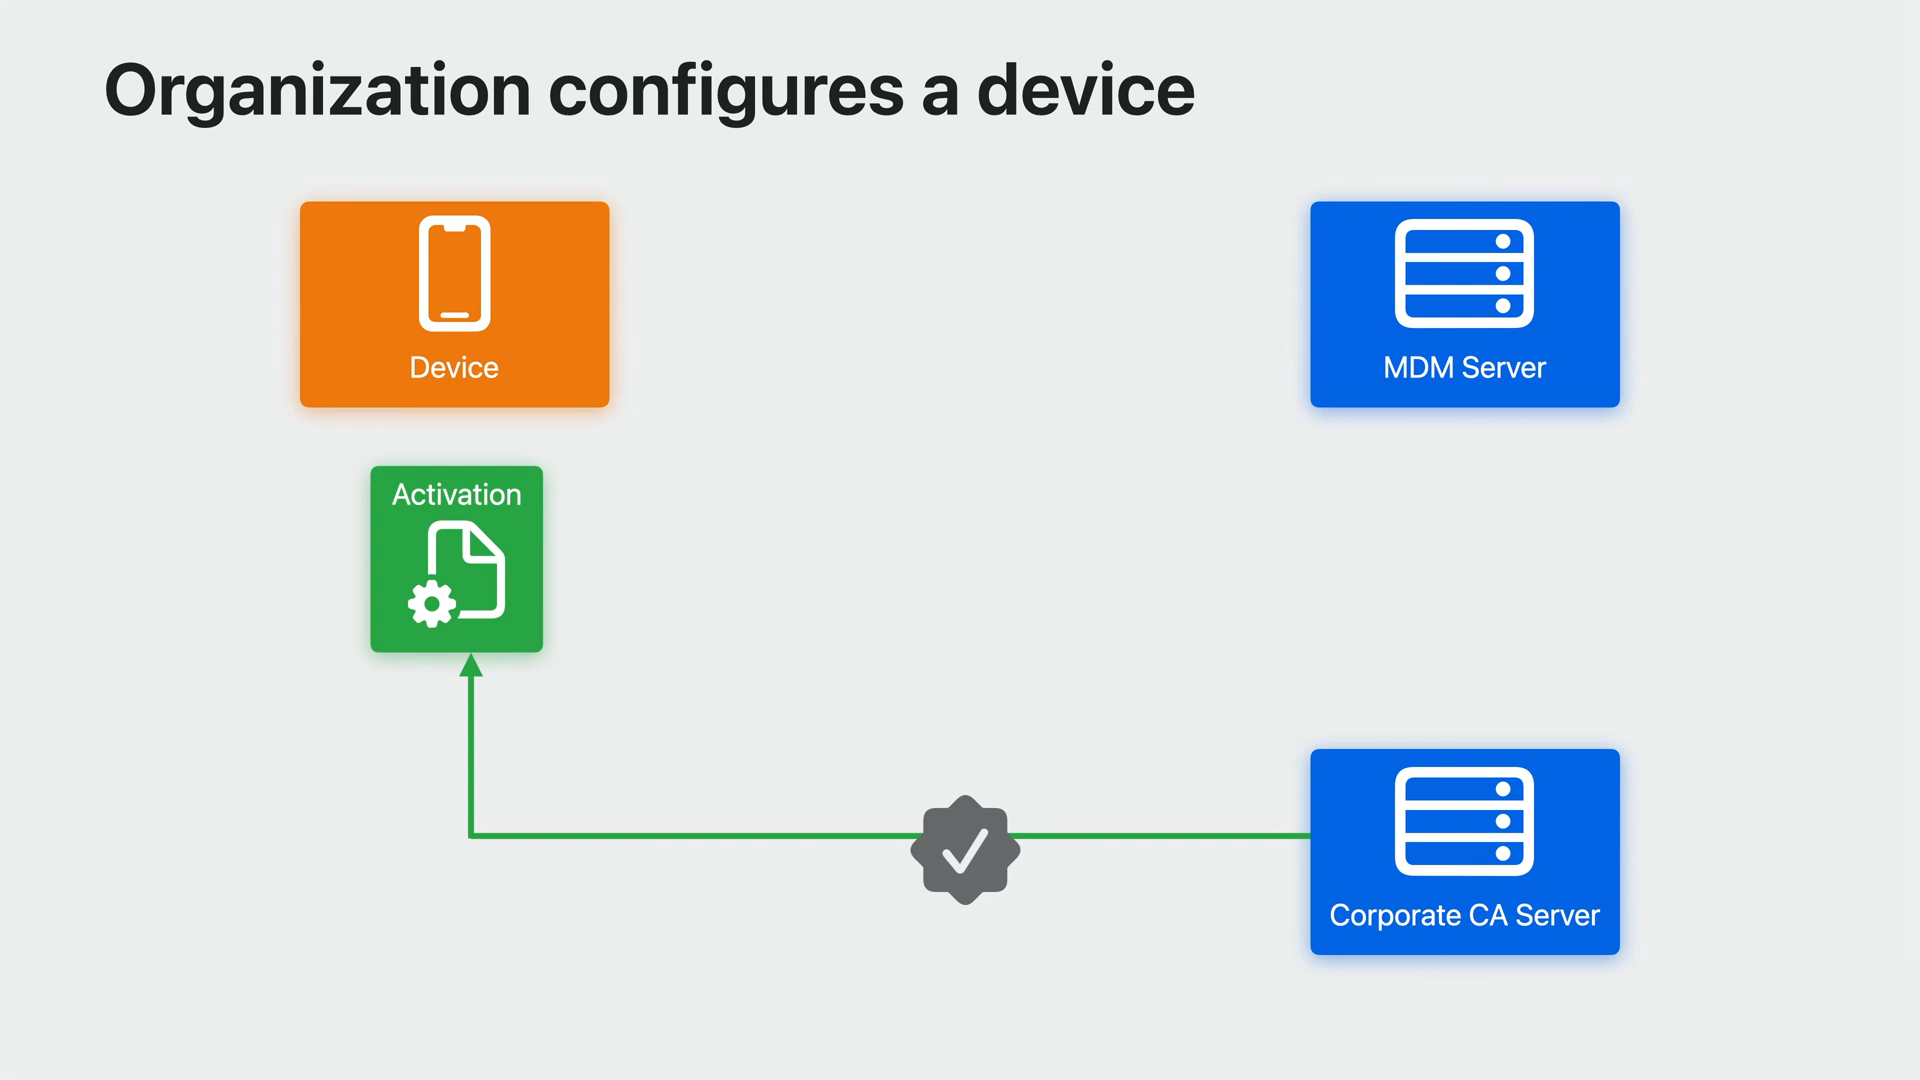 Organization configures a device
Device
MDM Server
Activation
Corporate CA Server